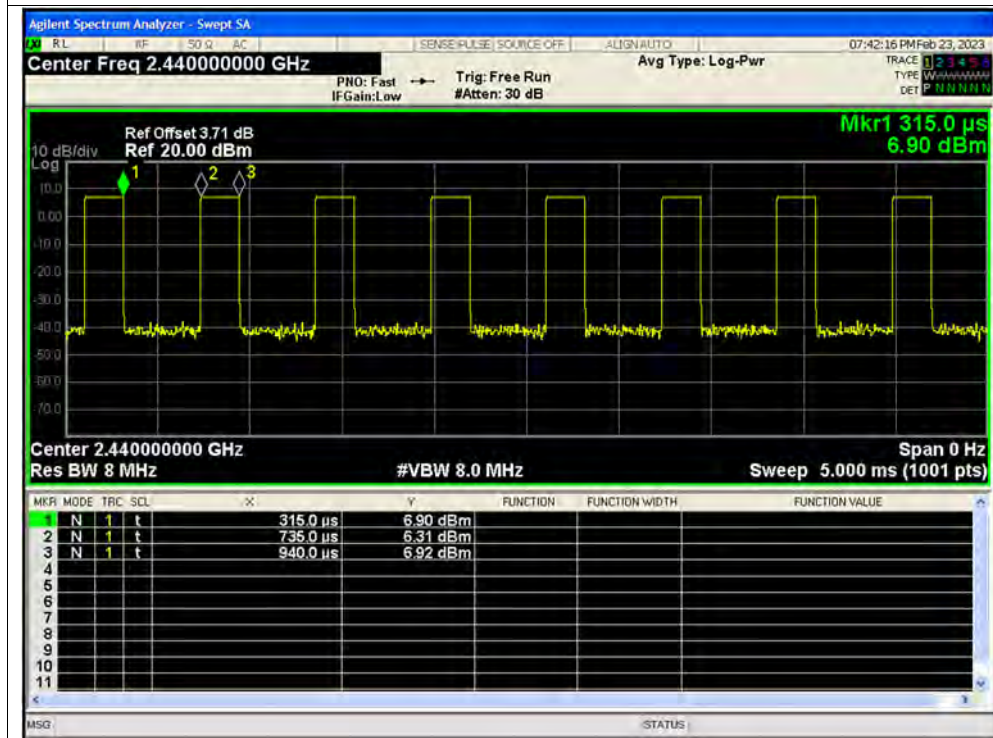 Agilent Spectrum Analyzer - Swept SA
LXI RL RF 50 Ω AC SENSE:PULSE SOURCE OFF ALIGN AUTO 07:42:16 PM Feb 23, 2023
Center Freq 2.440000000 GHz
Avg Type: Log-Pwr
TRACE 1 2 3 4 5 6
PNO: Fast Trig: Free Run
TYPE W
IFGain:Low #Atten: 30 dB
DET P N N N N N
Mkr1 315.0 µs
Ref Offset 3.71 dB
10 dB/div Ref 20.00 dBm
6.90 dBm
Log
1 2 3
10.0
0.00
-10.0
-20.0
-30.0
-40.0
-50.0
-60.0
-70.0
Center 2.440000000 GHz Span 0 Hz
Res BW 8 MHz #VBW 8.0 MHz Sweep 5.000 ms (1001 pts)
MKR MODE TRC SCL X Y FUNCTION FUNCTION WIDTH FUNCTION VALUE
1 N 1 t 315.0 µs 6.90 dBm
2 N 1 t 735.0 µs 6.31 dBm
3 N 1 t 940.0 µs 6.92 dBm
4
5
6
7
8
9
10
11
MSG STATUS